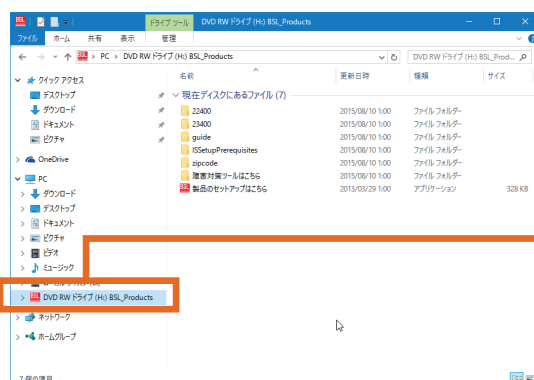 BSL
ドライブ ツール DVD RW ドライブ (H:) BSL_Products
ファイル ホーム 共有 表示 管理
BSL > PC > DVD RW ドライブ (H:) BSL_Products
DVD RW ドライブ (H:) BSL_Prod...
名前 更新日時 種類 サイズ
クイック アクセス
デスクトップ
ダウンロード
ドキュメント
ピクチャ
OneDrive
PC
ダウンロード
デスクトップ
ドキュメント
ピクチャ
ビデオ
ミュージック
DVD RW ドライブ (H:) BSL_Products
ネットワーク
ホームグループ
現在ディスクにあるファイル (7)
22400 2015/08/10 1:00 ファイル フォルダー
23400 2015/08/10 1:00 ファイル フォルダー
guide 2015/08/10 1:00 ファイル フォルダー
ISSetupPrerequisites 2015/08/10 1:00 ファイル フォルダー
zipcode 2015/08/10 1:00 ファイル フォルダー
障害対策ツールはこちら 2015/08/10 1:00 ファイル フォルダー
BSL 製品のセットアップはこちら 2013/03/29 1:00 アプリケーション 328 KB
7 個の項目